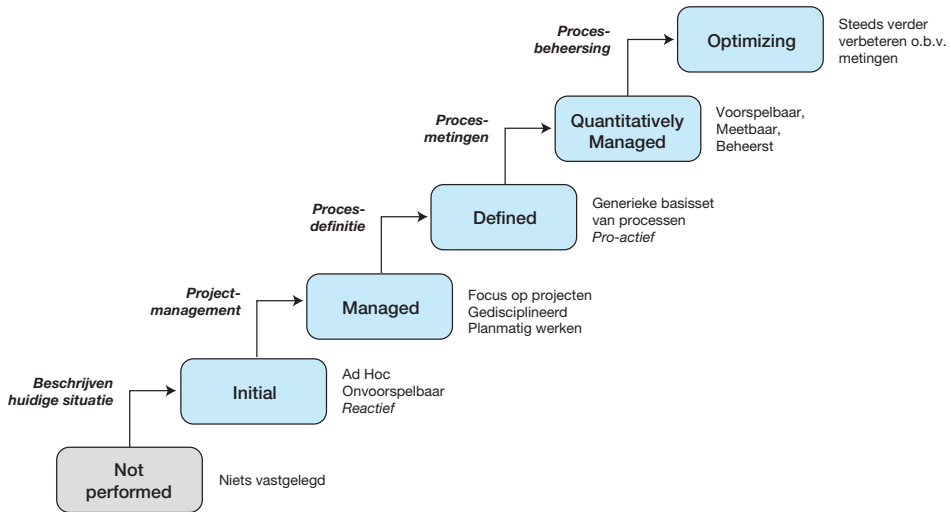 Proces-
beheersing
Optimizing
Steeds verder
verbeteren o.b.v.
metingen
Proces-
metingen
Quantitatively
Managed
Voorspelbaar,
Meetbaar,
Beheerst
Proces-
definitie
Defined
Generieke basisset
van processen
Pro-actief
Project-
management
Managed
Focus op projecten
Gedisciplineerd
Planmatig werken
Beschrijven
huidige situatie
Initial
Ad Hoc
Onvoorspelbaar
Reactief
Not
performed
Niets vastgelegd